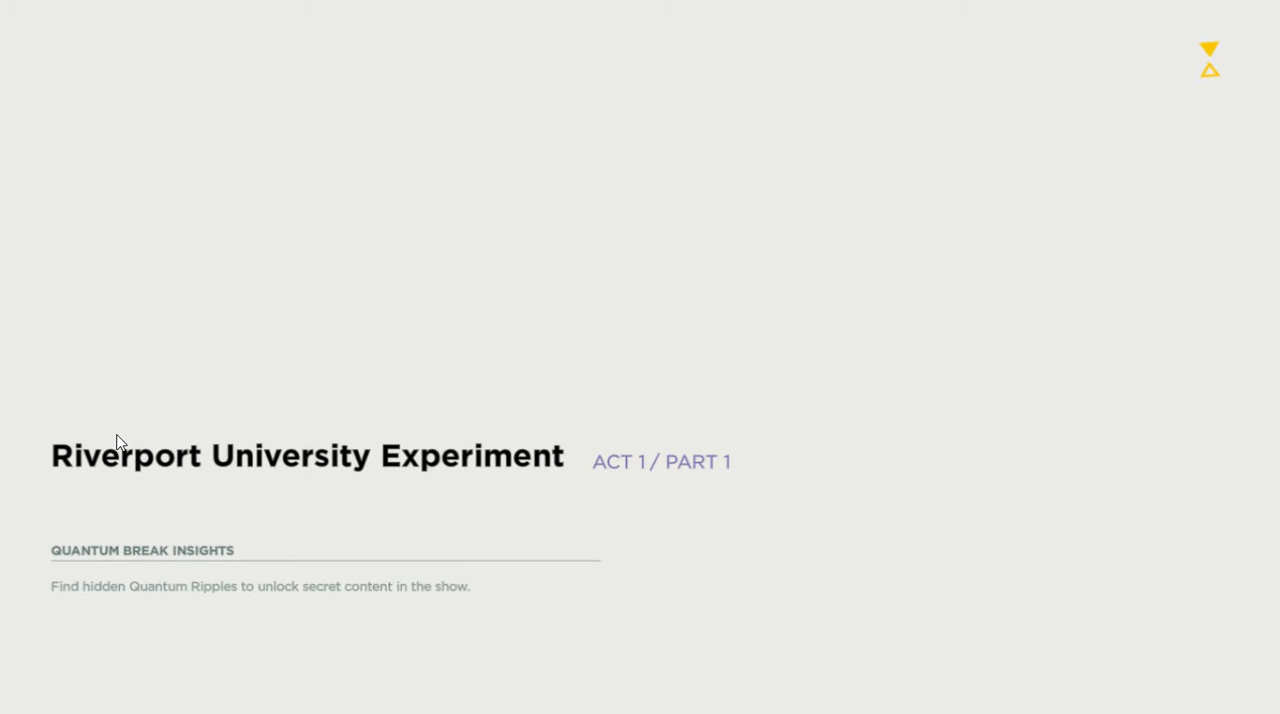 Riverport University Experiment ACT 1 / PART 1
QUANTUM BREAK INSIGHTS
Find hidden Quantum Ripples to unlock secret content in the show.